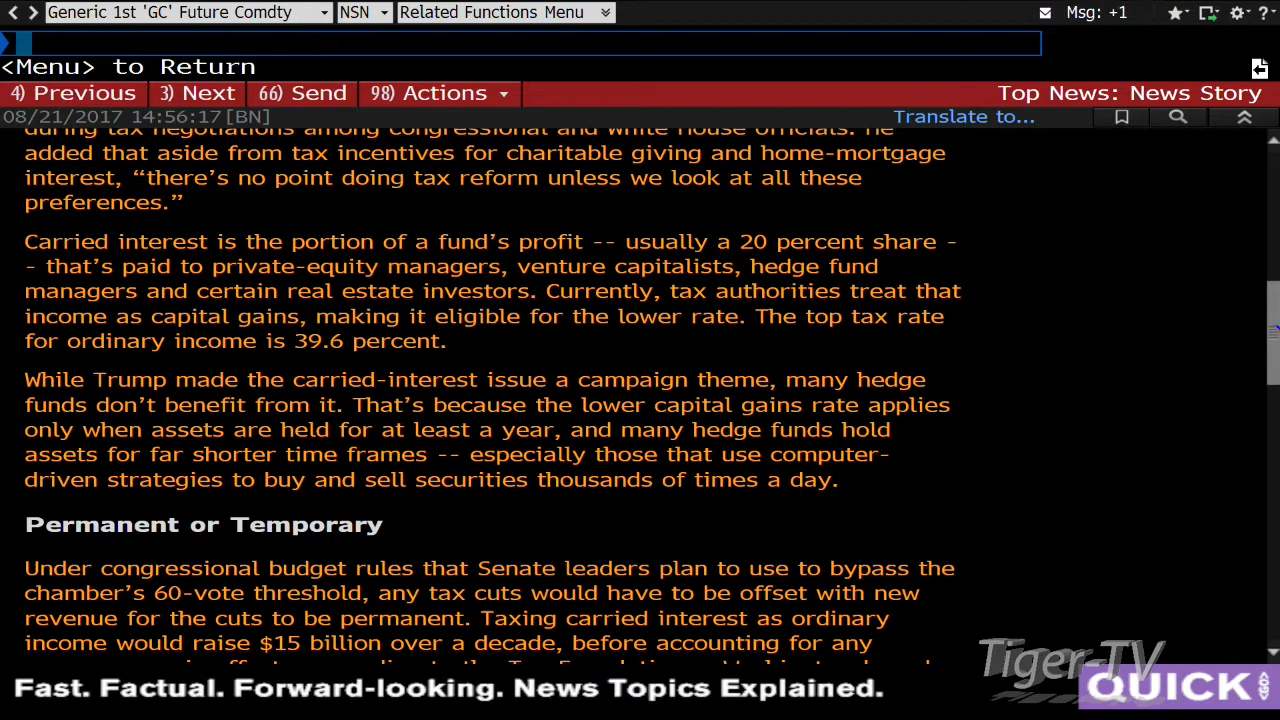 Generic 1st 'GC' Future Comdty NSN Related Functions Menu Msg: +1 ?
<Menu> to Return
4) Previous 3) Next 66) Send 98) Actions Top News: News Story
08/21/2017 14:56:17 [BN] Translate to...
during tax negotiations among congressional and White House officials. He
added that aside from tax incentives for charitable giving and home-mortgage
interest, “there’s no point doing tax reform unless we look at all these
preferences.”
Carried interest is the portion of a fund’s profit -- usually a 20 percent share -
- that’s paid to private-equity managers, venture capitalists, hedge fund
managers and certain real estate investors. Currently, tax authorities treat that
income as capital gains, making it eligible for the lower rate. The top tax rate
for ordinary income is 39.6 percent.
While Trump made the carried-interest issue a campaign theme, many hedge
funds don’t benefit from it. That’s because the lower capital gains rate applies
only when assets are held for at least a year, and many hedge funds hold
assets for far shorter time frames -- especially those that use computer-
driven strategies to buy and sell securities thousands of times a day.
Permanent or Temporary
Under congressional budget rules that Senate leaders plan to use to bypass the
chamber’s 60-vote threshold, any tax cuts would have to be offset with new
revenue for the cuts to be permanent. Taxing carried interest as ordinary
income would raise $15 billion over a decade, before accounting for any
Tiger-TV
Fast. Factual. Forward-looking. News Topics Explained. QUICK